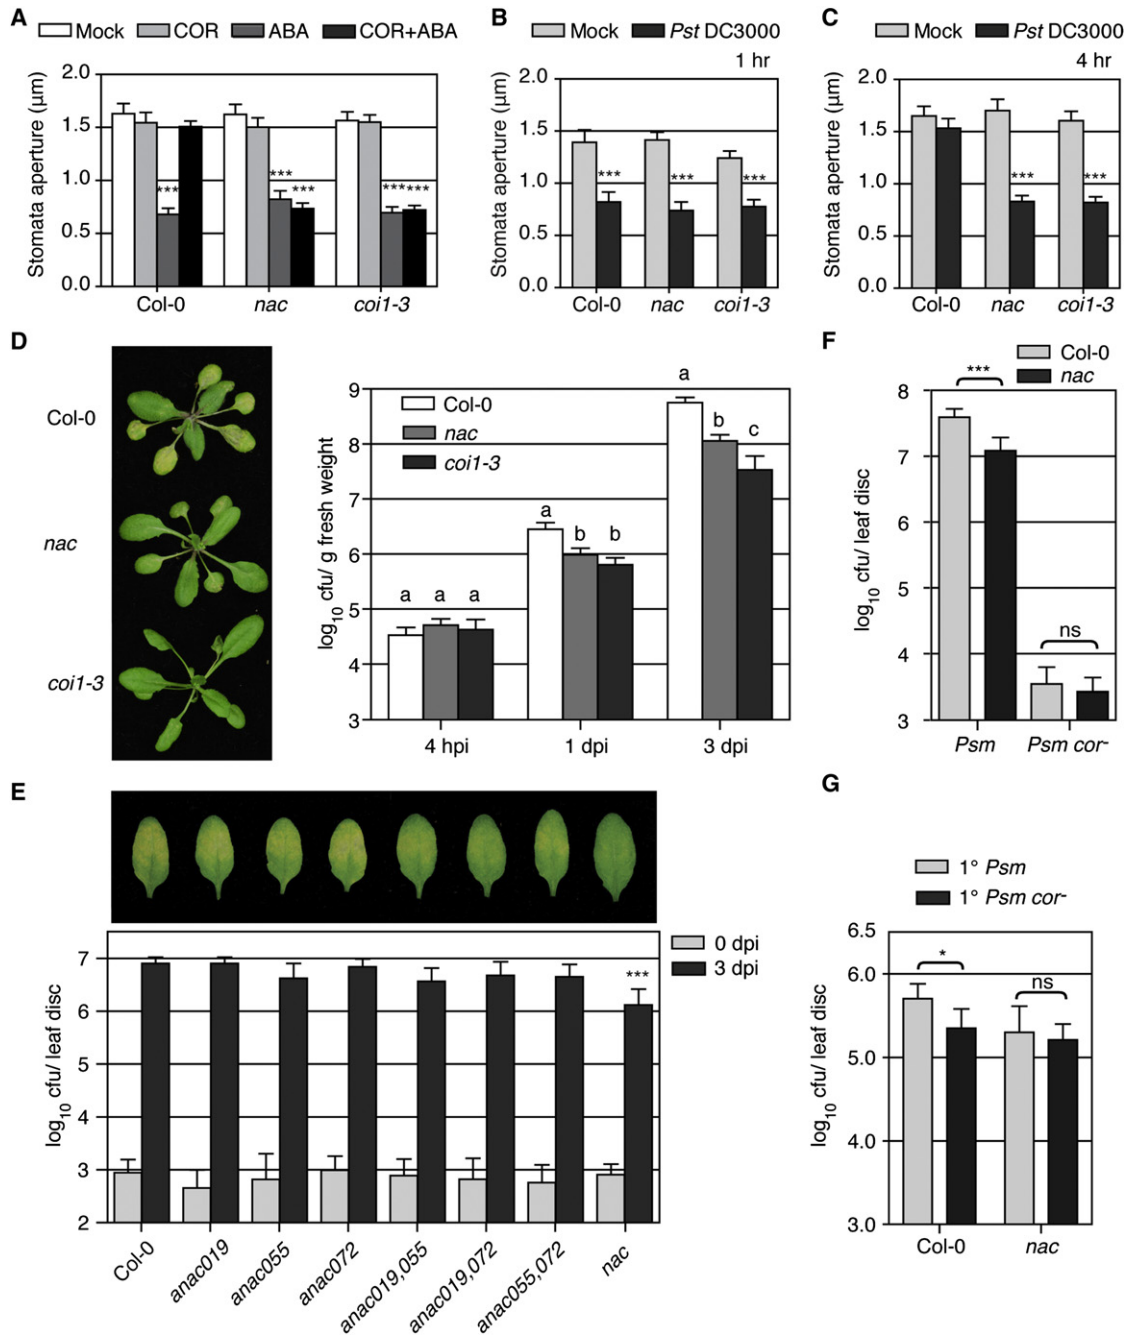 A
Mock COR ABA COR+ABA
Stomata aperture (µm)
2.0
1.5
1.0
0.5
0.0
***
***
***
***
***
Col-0 nac coi1-3
B
Mock Pst DC3000
1 hr
Stomata aperture (µm)
2.0
1.5
1.0
0.5
0.0
***
***
***
Col-0 nac coi1-3
C
Mock Pst DC3000
4 hr
Stomata aperture (µm)
2.0
1.5
1.0
0.5
0.0
***
***
Col-0 nac coi1-3
D
Col-0
nac
coi1-3
log10 cfu/ g fresh weight
9
8
7
6
5
4
3
Col-0
nac
coi1-3
a a a
a b b
a b c
4 hpi 1 dpi 3 dpi
F
Col-0
nac
log10 cfu/ leaf disc
8
7
6
5
4
3
***
ns
Psm Psm cor-
E
0 dpi
3 dpi
log10 cfu/ leaf disc
7
6
5
4
3
2
***
Col-0
anac019
anac055
anac072
anac019,055
anac019,072
anac055,072
nac
G
1° Psm
1° Psm cor-
log10 cfu/ leaf disc
6.5
6.0
5.0
4.0
3.0
*
ns
Col-0 nac